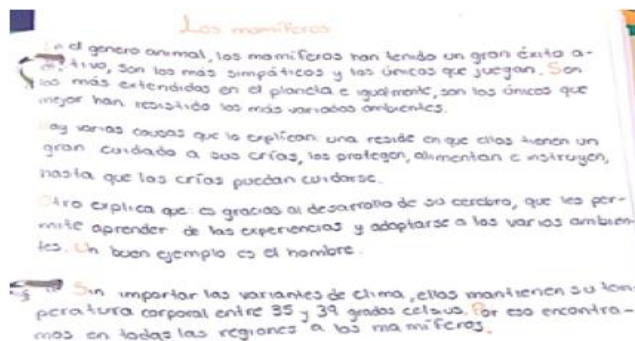 Los mamíferos
En el genero animal, los mamíferos han tenido un gran éxito a-
tivo, son los más simpáticos y los únicos que juegan. Son
los más extendidos en el planeta e igualmente, son los únicos que
mejor han resistido los más variados ambientes.
Hay varias causas que lo explican: una reside en que ellos tienen un
gran cuidado a sus crías, los protegen, alimentan e instruyen,
hasta que las crías puedan cuidarse.
Otro explica que: es gracias al desarrollo de su cerebro, que les per-
mite aprender de las experiencias y adaptarse a los varios ambien-
tes. Un buen ejemplo es el hombre.
Sin importar las variantes de clima, ellos mantienen su tem-
peratura corporal entre 35 y 39 grados celsius. Por eso encontra-
mos en todas las regiones a los mamíferos.